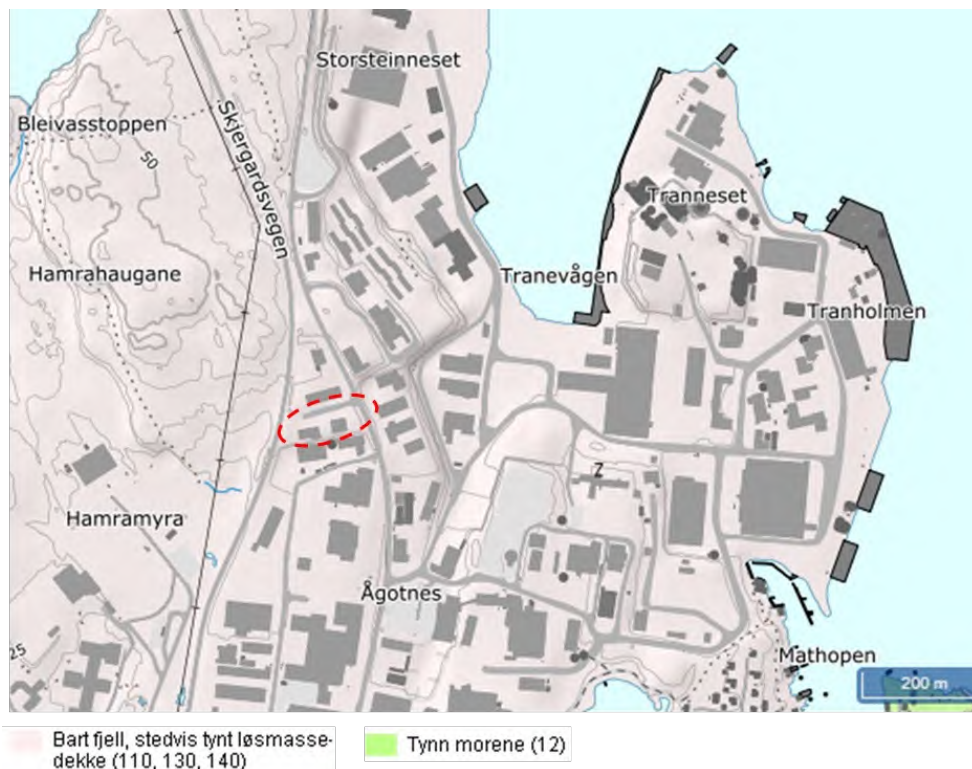 Storsteinneset
Bleivasstoppen
Skjergardsvegen
50
Tranneset
Hamrahaugane
Tranevågen
Tranholmen
Z
Hamramyra
Ågotnes
25
Mathopen
200 m
Bart fjell, stedvis tynt løsmasse-
dekke (110, 130, 140)
Tynn morene (12)